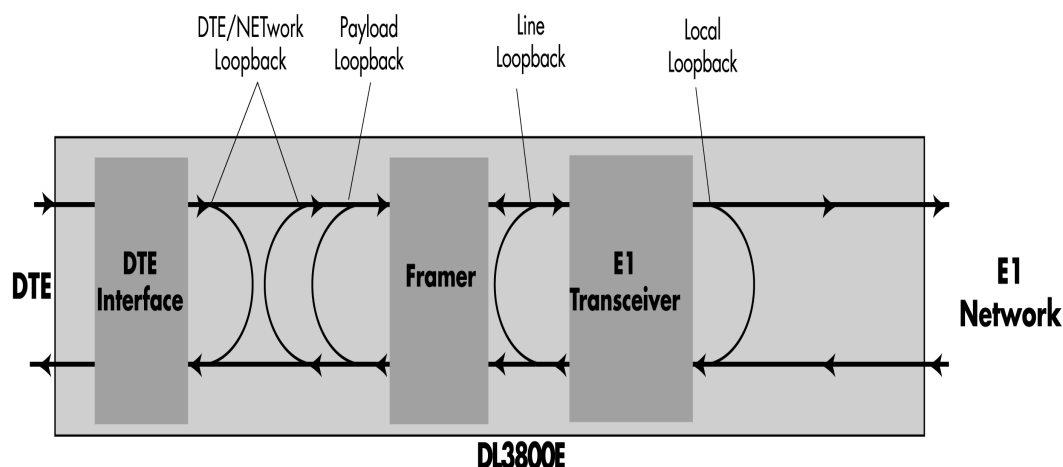 DTE/NETwork
Loopback
Payload
Loopback
Line
Loopback
Local
Loopback
DTE
DTE
Interface
Framer
E1
Transceiver
E1
Network
DL3800E